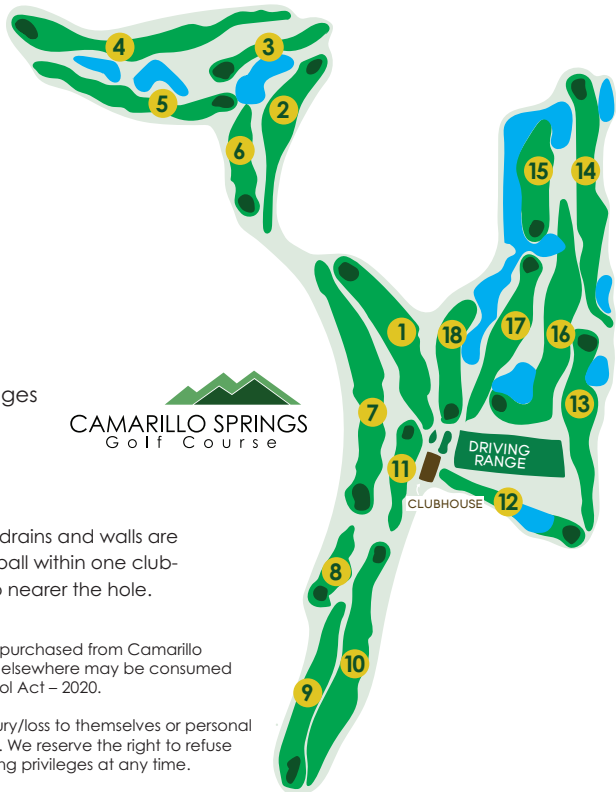 4
3
5
2
6
15
14
1
18
17
16
7
13
11
12
8
10
9
DRIVING
RANGE
CLUBHOUSE
ges
CAMARILLO SPRINGS
Golf Course
drains and walls are
ball within one club-
nearer the hole.
purchased from Camarillo
elsewhere may be consumed
ol Act – 2020.
ury/loss to themselves or personal
. We reserve the right to refuse
ng privileges at any time.